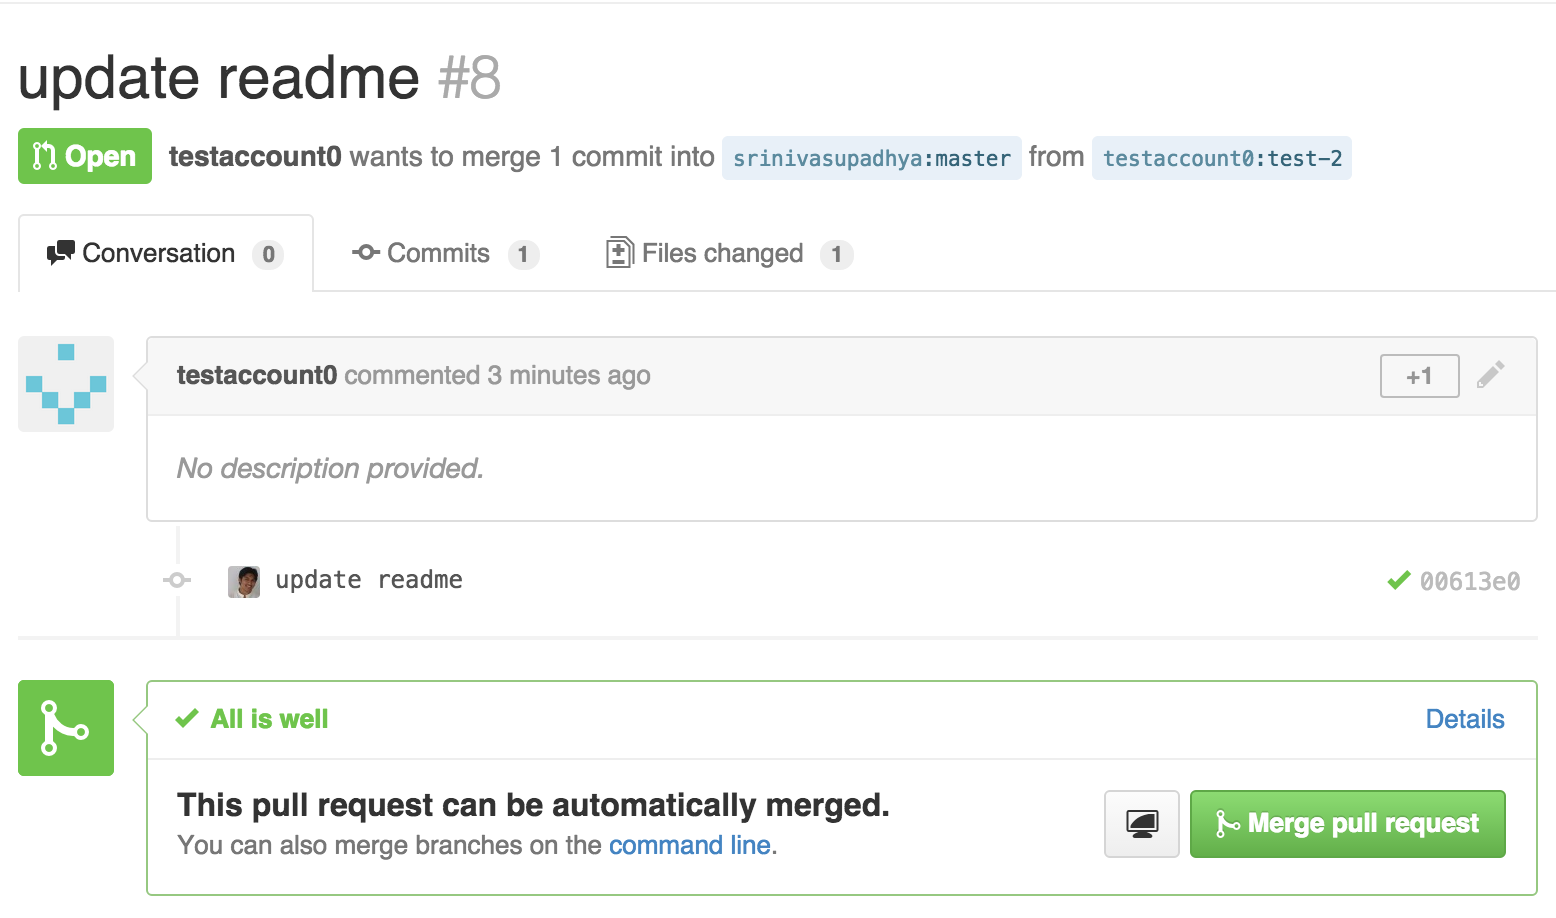 update readme #8
Open testaccount0 wants to merge 1 commit into srinivasupadhya:master from testaccount0:test-2
Conversation 0 Commits 1 Files changed 1
testaccount0 commented 3 minutes ago +1
No description provided.
update readme 00613e0
All is well Details
This pull request can be automatically merged.
You can also merge branches on the command line.
Merge pull request